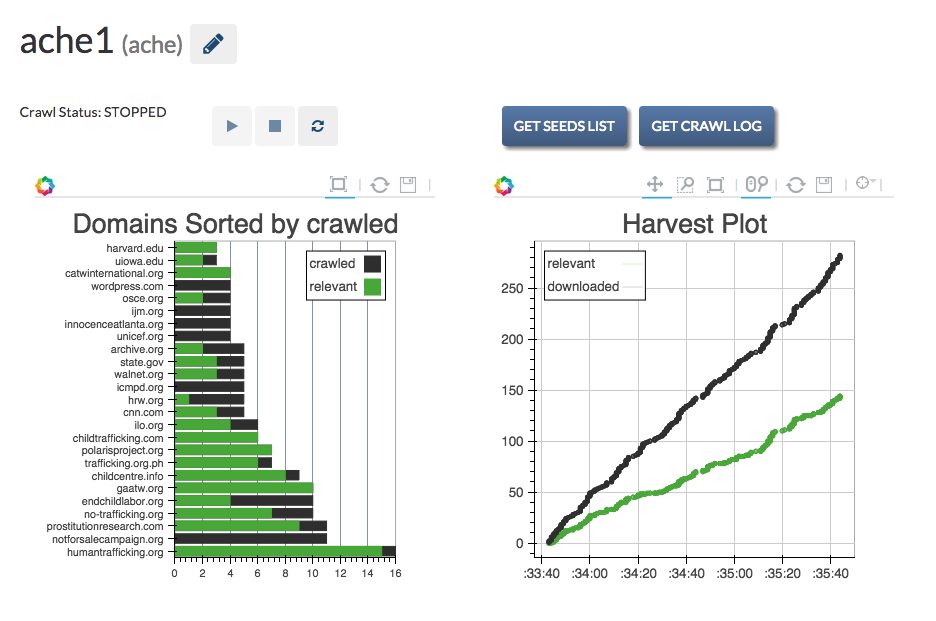 ache1 (ache)
Crawl Status: STOPPED
GET SEEDS LIST
GET CRAWL LOG
Domains Sorted by crawled
harvard.edu
uiowa.edu
catwinternational.org
wordpress.com
osce.org
ijm.org
innocenceatlanta.org
unicef.org
archive.org
state.gov
walnet.org
icmpd.org
hrw.org
cnn.com
ilo.org
childtrafficking.com
polarisproject.org
trafficking.org.ph
childcentre.info
gaatw.org
endchildlabor.org
no-trafficking.org
prostitutionresearch.com
notforsalecampaign.org
humantrafficking.org
crawled
relevant
0 2 4 6 8 10 12 14 16
Harvest Plot
relevant
downloaded
250
200
150
100
50
0
:33:40 :34:00 :34:20 :34:40 :35:00 :35:20 :35:40